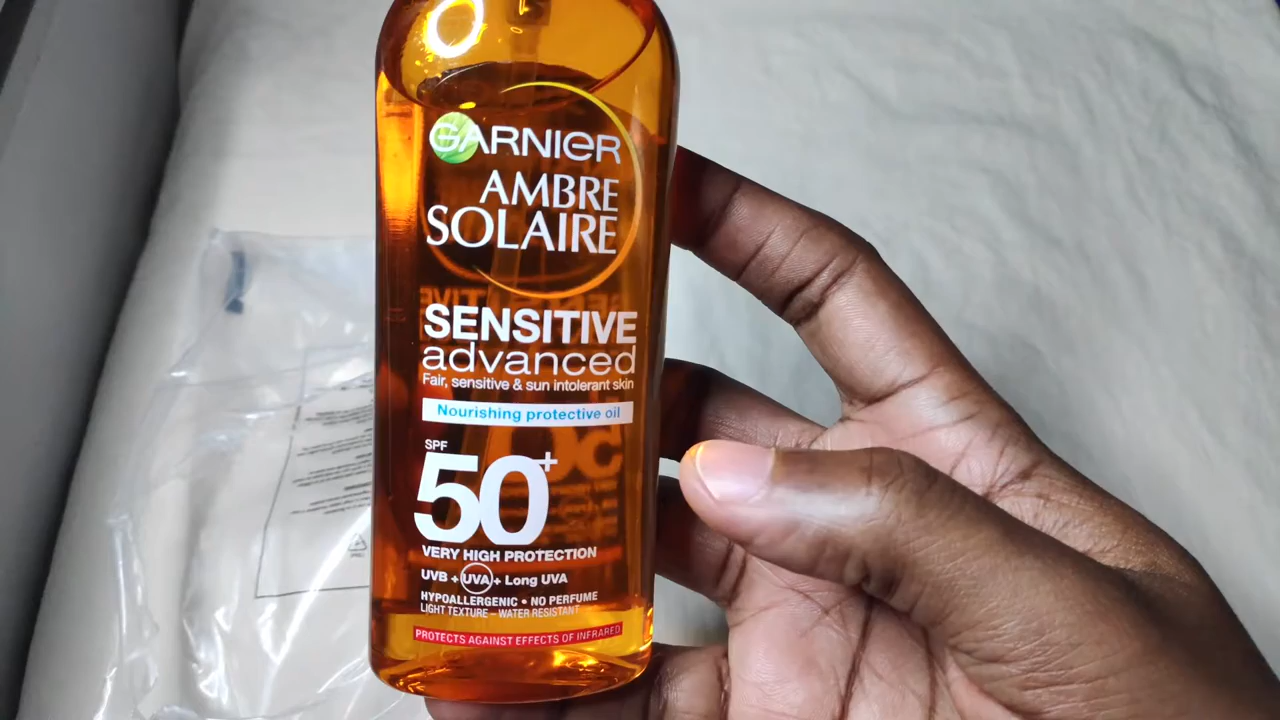 GARNIER
AMBRE
SOLAIRE
SENSITIVE
advanced
Fair, sensitive & sun intolerant skin
Nourishing protective oil
SPF
50+
VERY HIGH PROTECTION
UVB + UVA + Long UVA
HYPOALLERGENIC • NO PERFUME
LIGHT TEXTURE – WATER RESISTANT
PROTECTS AGAINST EFFECTS OF INFRARED